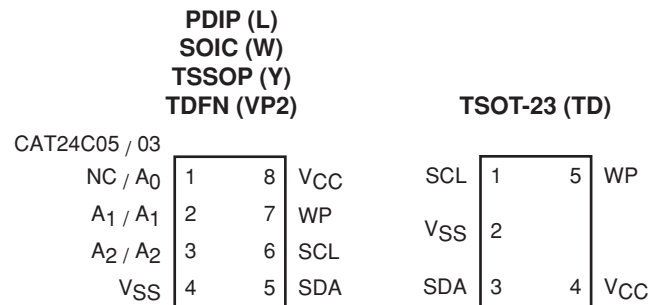 PDIP (L)
SOIC (W)
TSSOP (Y)
TDFN (VP2)
CAT24C05 / 03
NC / A0 1 8 VCC
A1 / A1 2 7 WP
A2 / A2 3 6 SCL
VSS 4 5 SDA
TSOT-23 (TD)
SCL 1 5 WP
VSS 2
SDA 3 4 VCC